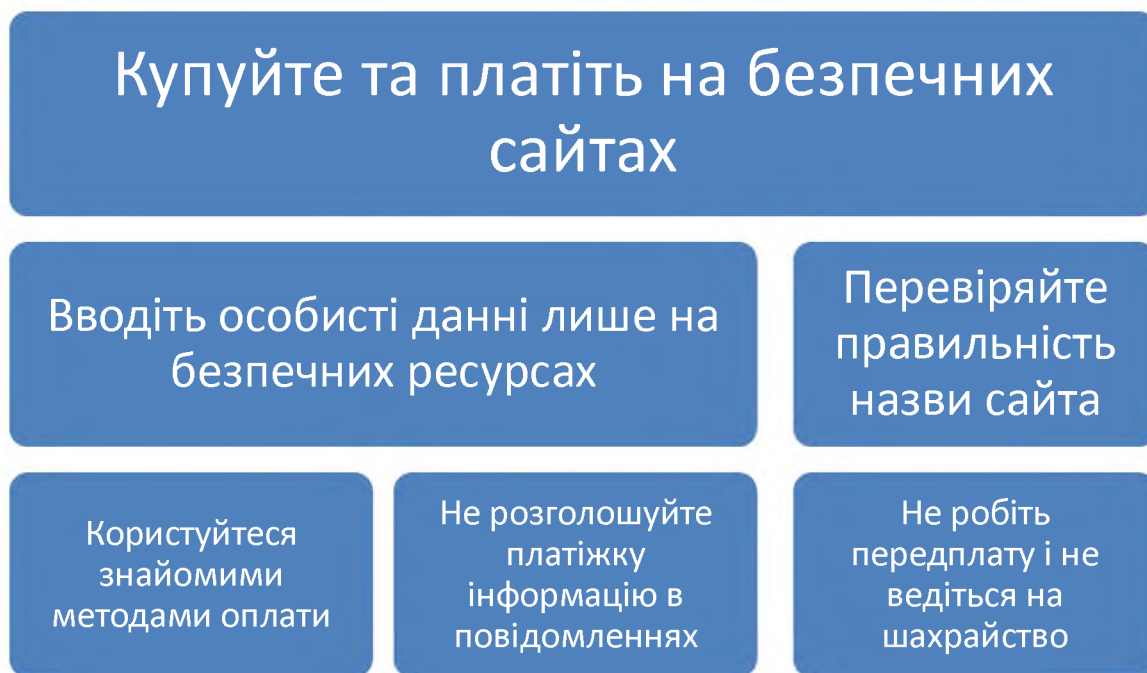 Купуйте та платіть на безпечних
сайтах
Вводіть особисті данні лише на
безпечних ресурсах
Перевіряйте
правильність
назви сайта
Користуйтеся
знайомими
методами оплати
Не розголошуйте
платіжку
інформацію в
повідомленнях
Не робіть
передплату і не
ведіться на
шахрайство